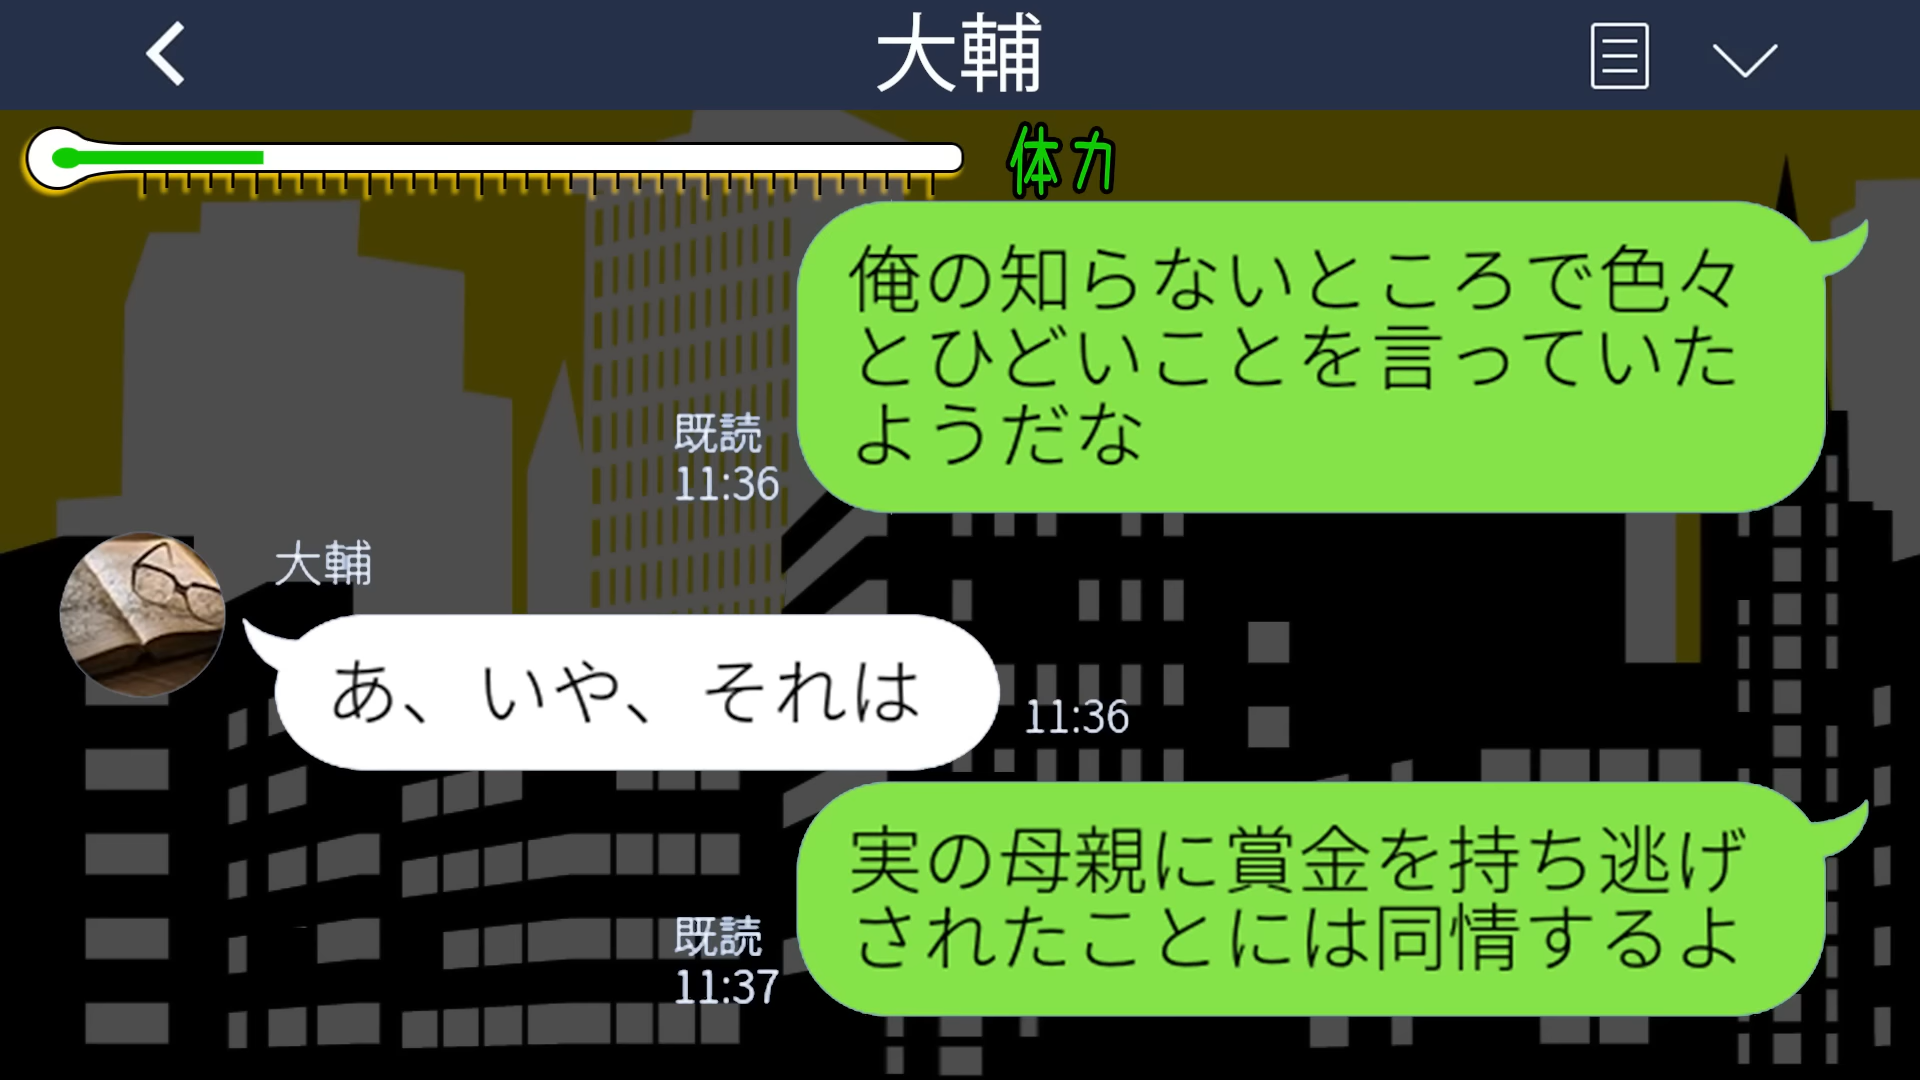 大輔
体力
俺の知らないところで色々
とひどいことを言っていた
ようだな
既読
11:36
大輔
あ、いや、それは
11:36
実の母親に賞金を持ち逃げ
されたことには同情するよ
既読
11:37